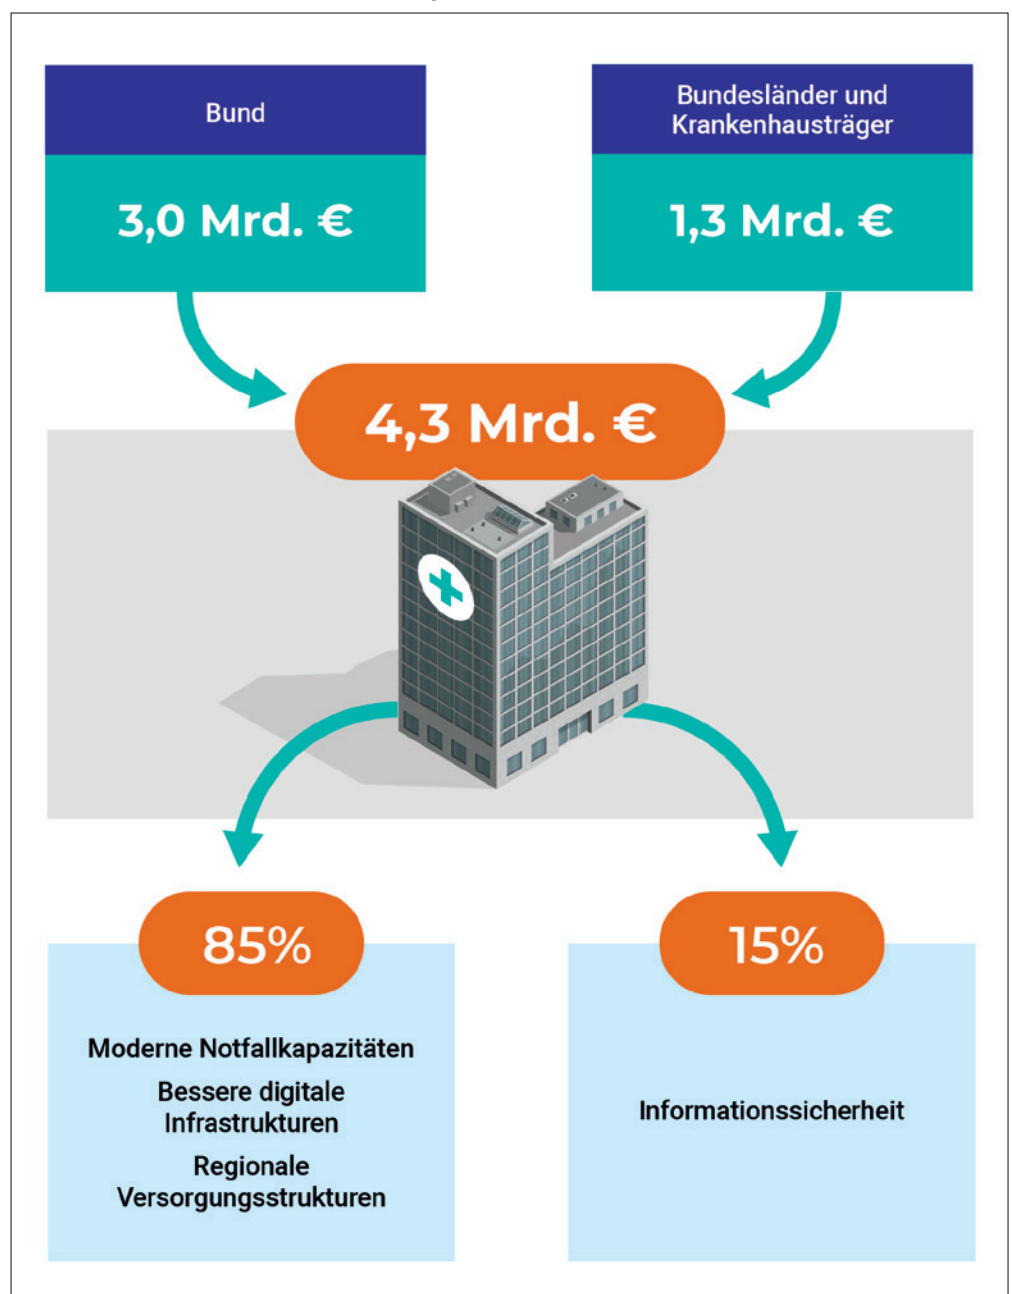 Bund
3,0 Mrd. €
Bundesländer und
Krankenhausträger
1,3 Mrd. €
4,3 Mrd. €
85%
Moderne Notfallkapazitäten
Bessere digitale
Infrastrukturen
Regionale
Versorgungsstrukturen
15%
Informationssicherheit